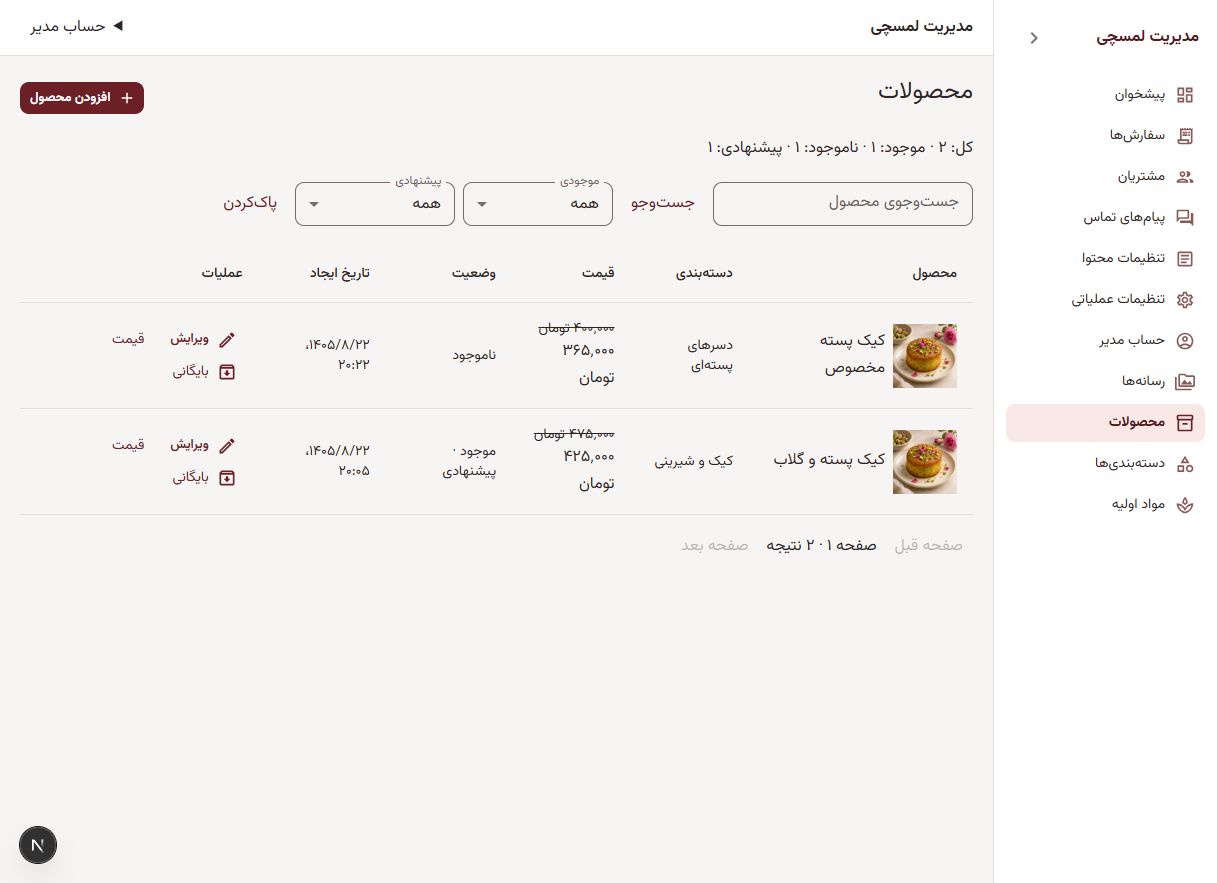 مدیریت لمسچی
پیشخوان
سفارش‌ها
مشتریان
پیام‌های تماس
تنظیمات محتوا
تنظیمات عملیاتی
حساب مدیر
رسانه‌ها
محصولات
دسته‌بندی‌ها
مواد اولیه
مدیریت لمسچی
حساب مدیر
محصولات
افزودن محصول
کل: ۲ · موجود: ۱ · ناموجود: ۱ · پیشنهادی: ۱
جست‌وجوی محصول
جست‌وجو
موجودی
همه
پیشنهادی
همه
پاک‌کردن
محصول دسته‌بندی قیمت وضعیت تاریخ ایجاد عملیات
کیک پسته
مخصوص
دسرهای
پسته‌ای
۴۰۰,۰۰۰ تومان
۳۶۵,۰۰۰
تومان
ناموجود
۱۴۰۵/۸/۲۲،
۲۰:۲۲
ویرایش
قیمت
بایگانی
کیک پسته و گلاب
کیک و شیرینی
۴۷۵,۰۰۰ تومان
۴۲۵,۰۰۰
تومان
موجود ·
پیشنهادی
۱۴۰۵/۸/۲۲،
۲۰:۰۵
ویرایش
قیمت
بایگانی
صفحه قبل
صفحه ۱ · ۲ نتیجه
صفحه بعد
N